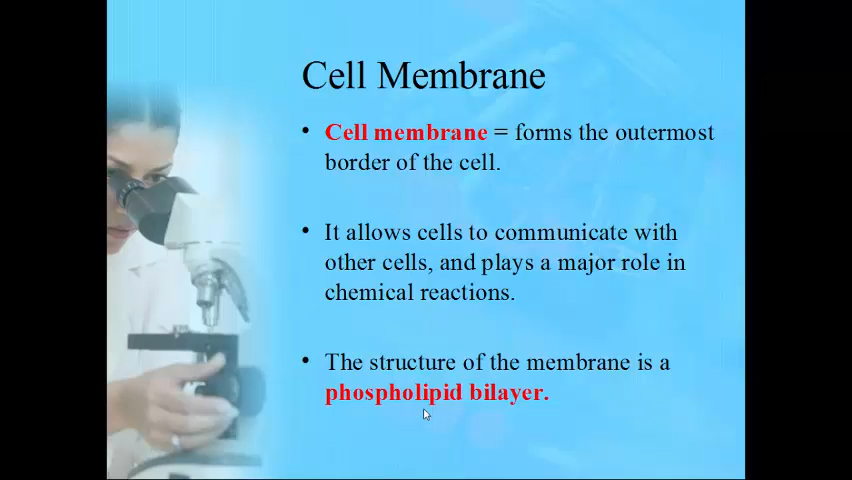 Cell Membrane
• Cell membrane = forms the outermost
border of the cell.
• It allows cells to communicate with
other cells, and plays a major role in
chemical reactions.
• The structure of the membrane is a
phospholipid bilayer.